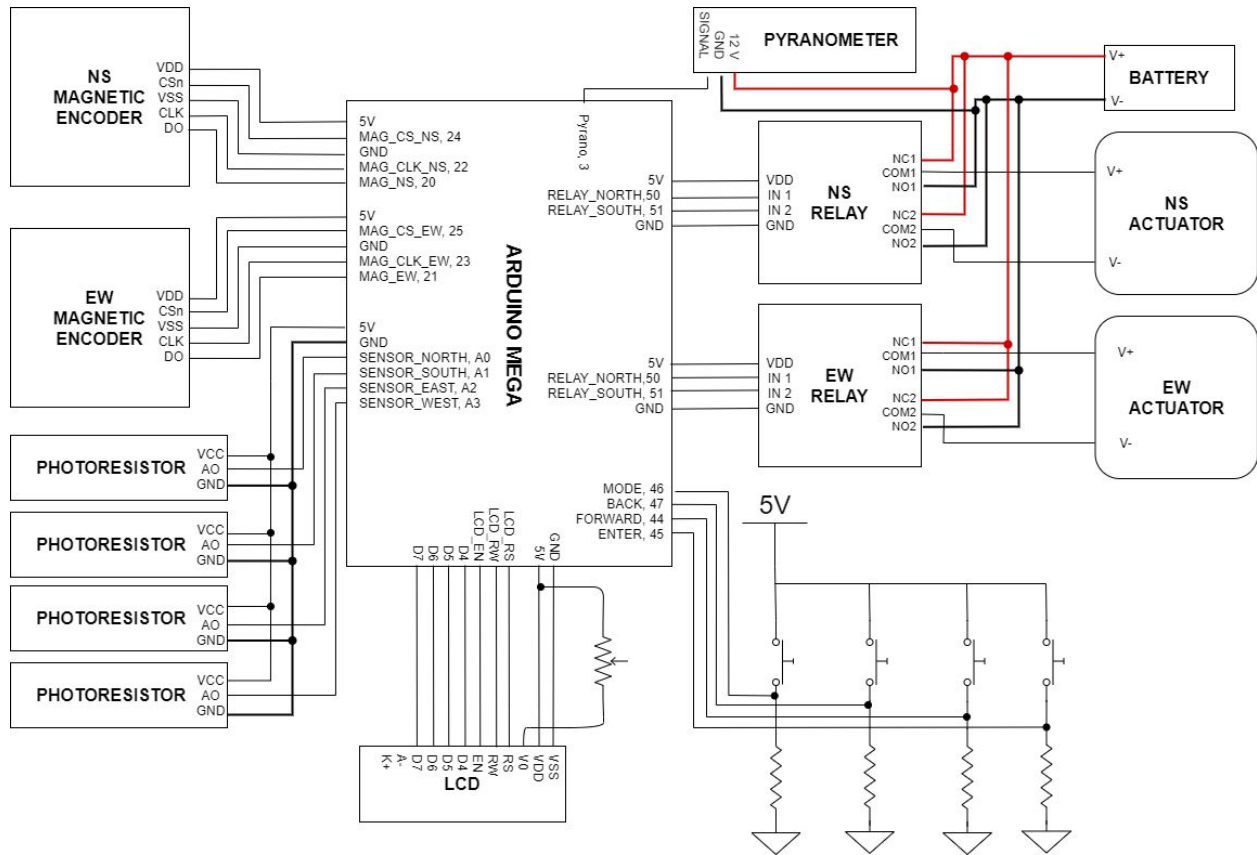 NS
MAGNETIC
ENCODER
VDD
CSn
VSS
CLK
DO
EW
MAGNETIC
ENCODER
VDD
CSn
VSS
CLK
DO
PHOTORESISTOR
VCC
AO
GND
PHOTORESISTOR
VCC
AO
GND
PHOTORESISTOR
VCC
AO
GND
PHOTORESISTOR
VCC
AO
GND
ARDUINO MEGA
5V
MAG_CS_NS, 24
GND
MAG_CLK_NS, 22
MAG_NS, 20
5V
MAG_CS_EW, 25
GND
MAG_CLK_EW, 23
MAG_EW, 21
5V
GND
SENSOR_NORTH, A0
SENSOR_SOUTH, A1
SENSOR_EAST, A2
SENSOR_WEST, A3
Pyrano, 3
5V
RELAY_NORTH,50
RELAY_SOUTH, 51
GND
5V
RELAY_NORTH,50
RELAY_SOUTH, 51
GND
MODE, 46
BACK, 47
FORWARD, 44
ENTER, 45
D7
D6
D5
D4
LCD_EN
LCD_RW
LCD_RS
5V
GND
K+
A-
D7
D6
D5
D4
EN
RW
RS
V0
VDD
VSS
LCD
SIGNAL
GND
12 V
PYRANOMETER
V+
V-
BATTERY
VDD
IN 1
IN 2
GND
NS
RELAY
NC1
COM1
NO1
NC2
COM2
NO2
V+
V-
NS
ACTUATOR
VDD
IN 1
IN 2
GND
EW
RELAY
NC1
COM1
NO1
NC2
COM2
NO2
V+
V-
EW
ACTUATOR
5V